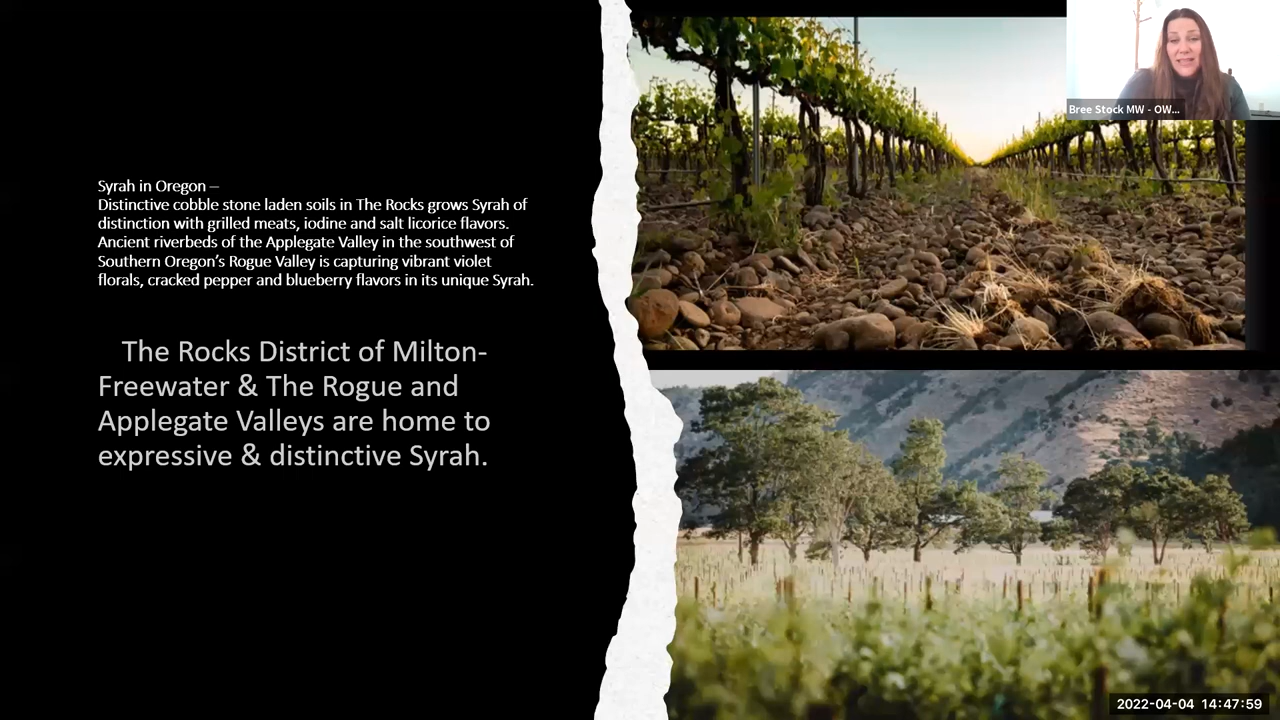 Syrah in Oregon –
Distinctive cobble stone laden soils in The Rocks grows Syrah of
distinction with grilled meats, iodine and salt licorice flavors.
Ancient riverbeds of the Applegate Valley in the southwest of
Southern Oregon's Rogue Valley is capturing vibrant violet
florals, cracked pepper and blueberry flavors in its unique Syrah.
The Rocks District of Milton-
Freewater & The Rogue and
Applegate Valleys are home to
expressive & distinctive Syrah.
Bree Stock MW - OW...
2022-04-04 14:47:59